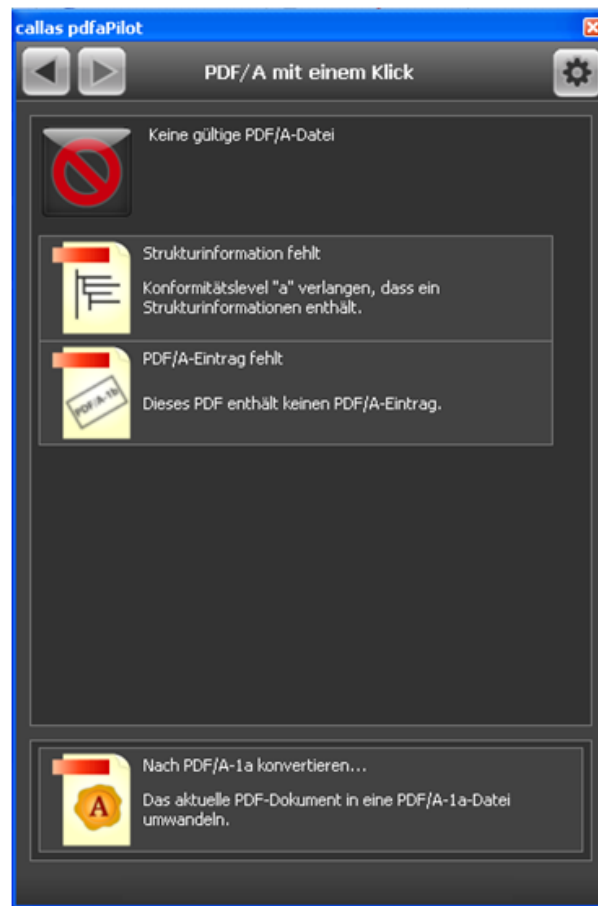 callas pdfaPilot
PDF/A mit einem Klick
Keine gültige PDF/A-Datei
Strukturinformation fehlt
Konformitätslevel "a" verlangen, dass ein
Strukturinformationen enthält.
PDF/A-Eintrag fehlt
PDF/A-1b
Dieses PDF enthält keinen PDF/A-Eintrag.
Nach PDF/A-1a konvertieren...
A
Das aktuelle PDF-Dokument in eine PDF/A-1a-Datei
umwandeln.